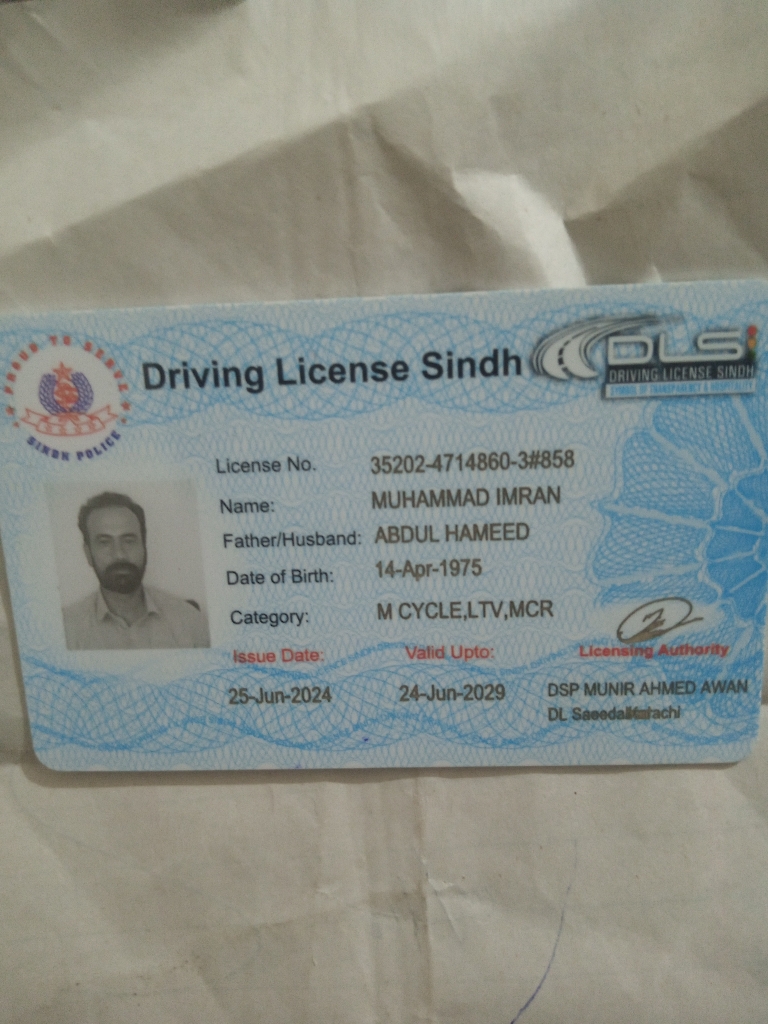 PROUD TO SERVE
SINDH POLICE
Driving License Sindh
DLS
DRIVING LICENSE SINDH
License No. 35202-4714860-3#858
Name: MUHAMMAD IMRAN
Father/Husband: ABDUL HAMEED
Date of Birth: 14-Apr-1975
Category: M CYCLE,LTV,MCR
Issue Date: Valid Upto: Licensing Authority
25-Jun-2024 24-Jun-2029 DSP MUNIR AHMED AWAN
DL